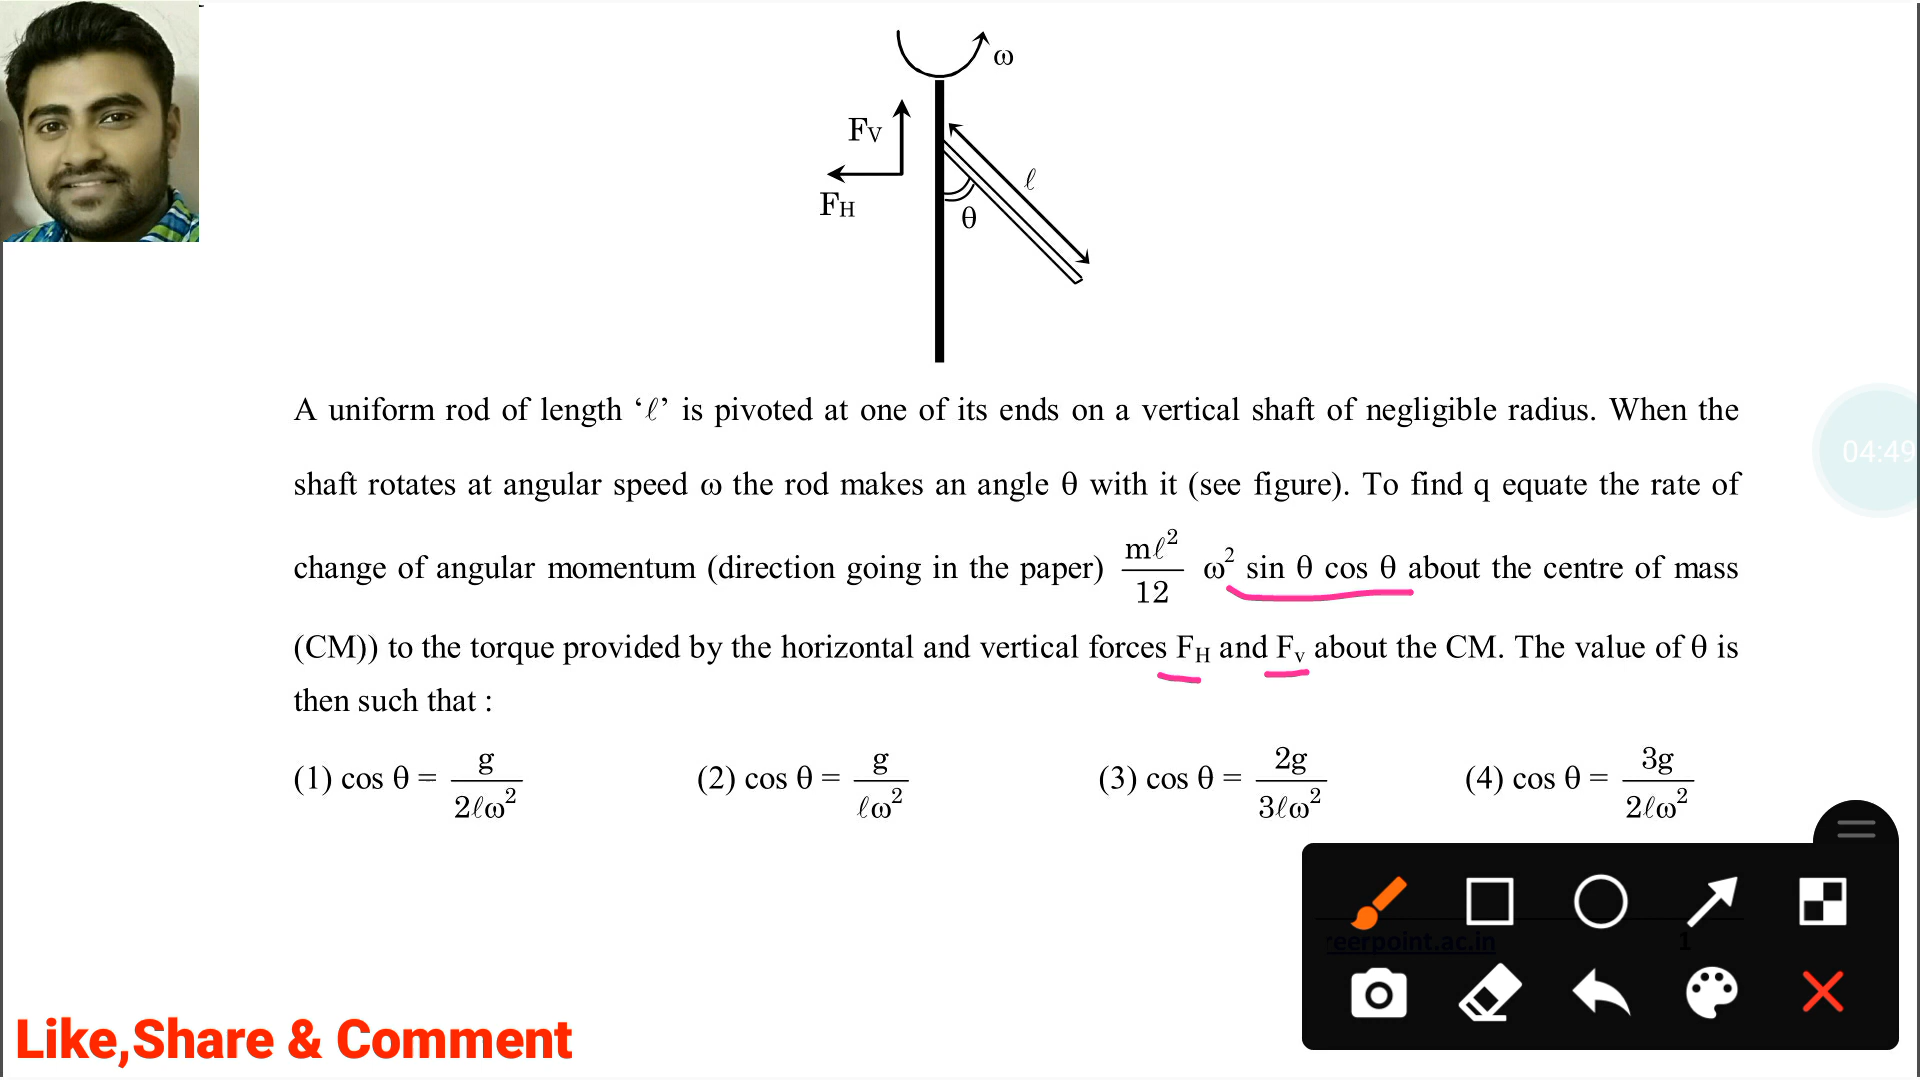 ω
Fv
FH
ℓ
θ
A uniform rod of length ‘ℓ’ is pivoted at one of its ends on a vertical shaft of negligible radius. When the
shaft rotates at angular speed ω the rod makes an angle θ with it (see figure). To find q equate the rate of
change of angular momentum (direction going in the paper) mℓ²/12 ω² sin θ cos θ about the centre of mass
(CM)) to the torque provided by the horizontal and vertical forces FH and Fv about the CM. The value of θ is
then such that :
(1) cos θ = g/2ℓω² (2) cos θ = g/ℓω² (3) cos θ = 2g/3ℓω² (4) cos θ = 3g/2ℓω²
04:49
reerpoint.ac.in 1
Like,Share & Comment